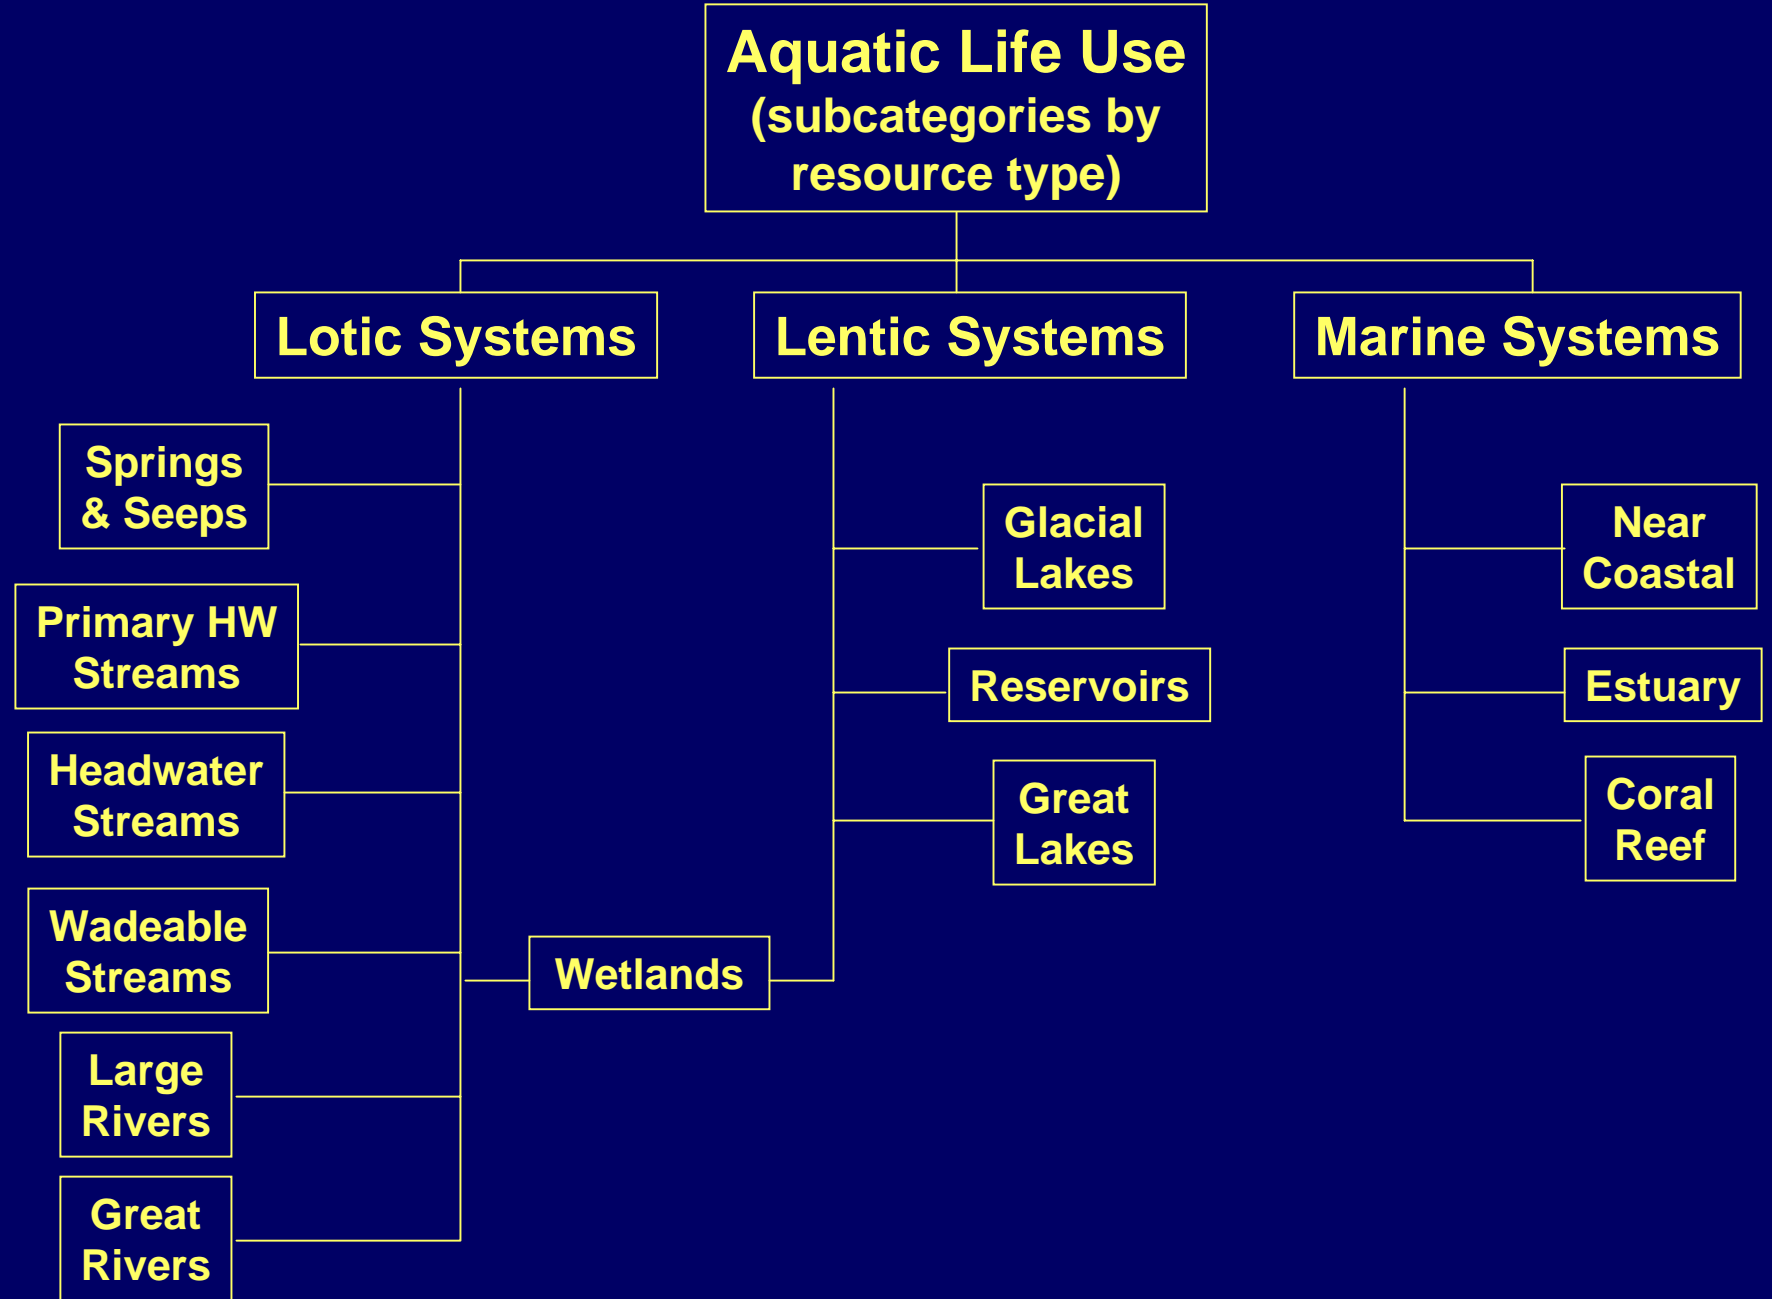 Aquatic Life Use
(subcategories by
resource type)
Lotic Systems
Lentic Systems
Marine Systems
Springs
& Seeps
Primary HW
Streams
Headwater
Streams
Wadeable
Streams
Large
Rivers
Great
Rivers
Wetlands
Glacial
Lakes
Reservoirs
Great
Lakes
Near
Coastal
Estuary
Coral
Reef